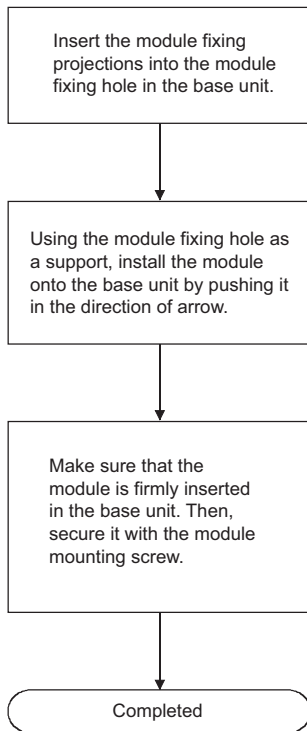 Insert the module fixing
projections into the module
fixing hole in the base unit.
Using the module fixing hole as
a support, install the module
onto the base unit by pushing it
in the direction of arrow.
Make sure that the
module is firmly inserted
in the base unit. Then,
secure it with the module
mounting screw.
Completed